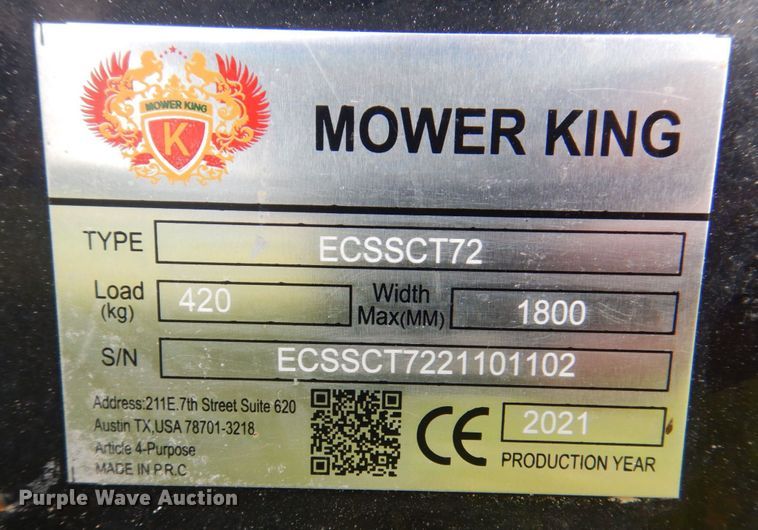 MOWER KING
K
MOWER KING
TYPE ECSSCT72
Load (kg) 420 Width Max(MM) 1800
S/N ECSSCT7221101102
Address:211E.7th Street Suite 620
Austin TX,USA 78701-3218
Article 4-Purpose
MADE IN P.R.C
CE
2021
PRODUCTION YEAR
Purple Wave Auction